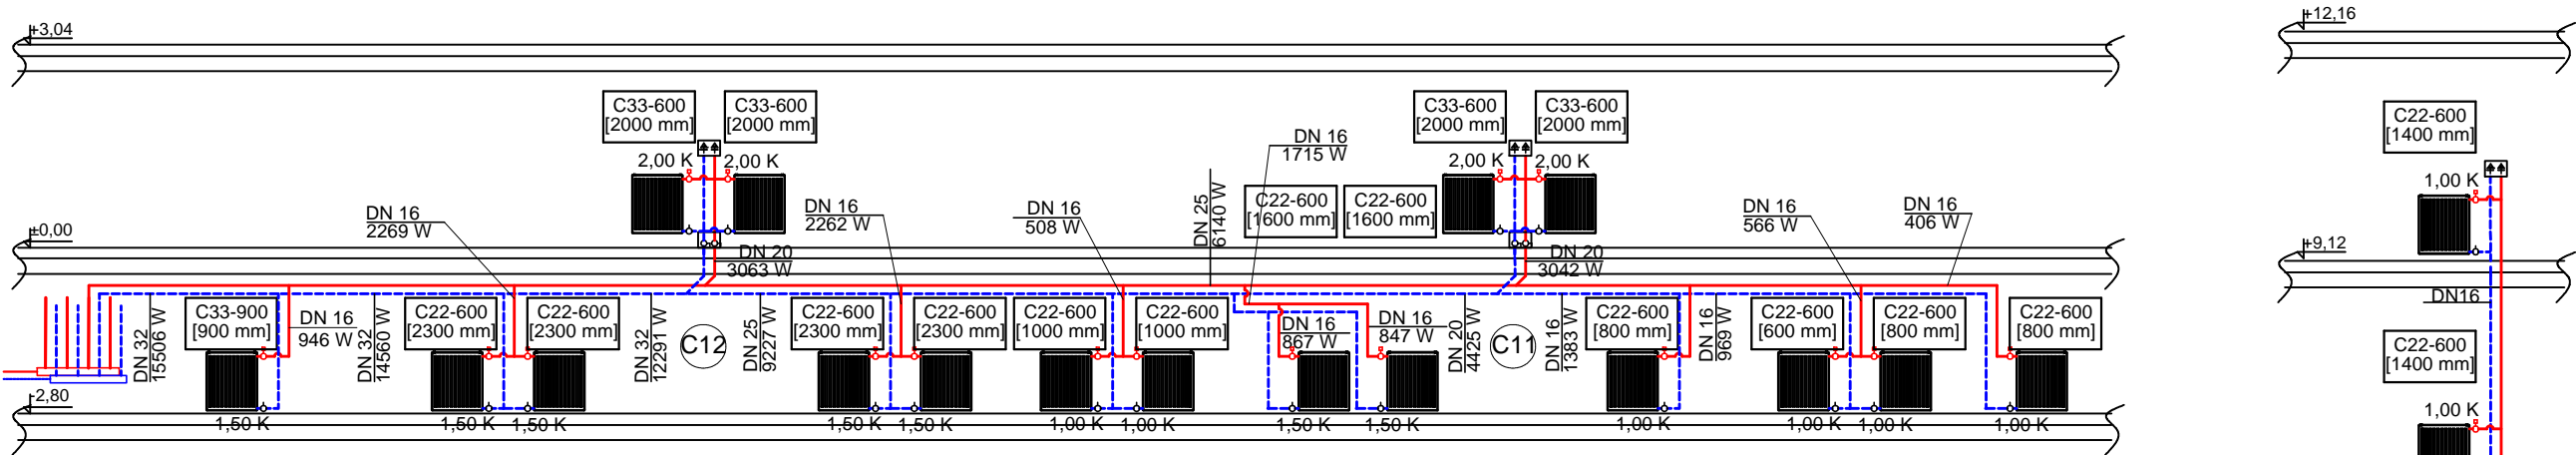 +3,04
+12,16
C33-600
[2000 mm]
C33-600
[2000 mm]
C33-600
[2000 mm]
C33-600
[2000 mm]
C22-600
[1400 mm]
2,00 K
2,00 K
DN 16
1715 W
2,00 K
2,00 K
1,00 K
DN 16
2269 W
DN 16
2262 W
DN 16
508 W
DN 25
6140 W
C22-600
[1600 mm]
C22-600
[1600 mm]
DN 16
566 W
DN 16
406 W
±0,00
+9,12
DN 20
3063 W
DN 20
3042 W
DN16
DN 32
15506 W
C33-900
[900 mm]
DN 16
946 W
DN 32
14560 W
C22-600
[2300 mm]
C22-600
[2300 mm]
DN 32
12291 W
C12
DN 25
9227 W
C22-600
[2300 mm]
C22-600
[2300 mm]
C22-600
[1000 mm]
C22-600
[1000 mm]
DN 16
867 W
DN 16
847 W
DN 20
4425 W
C11
DN 16
1383 W
C22-600
[800 mm]
DN 16
969 W
C22-600
[600 mm]
C22-600
[800 mm]
C22-600
[800 mm]
C22-600
[1400 mm]
-2,80
1,50 K
1,50 K
1,50 K
1,50 K
1,50 K
1,00 K
1,00 K
1,50 K
1,50 K
1,00 K
1,00 K
1,00 K
1,00 K
1,00 K